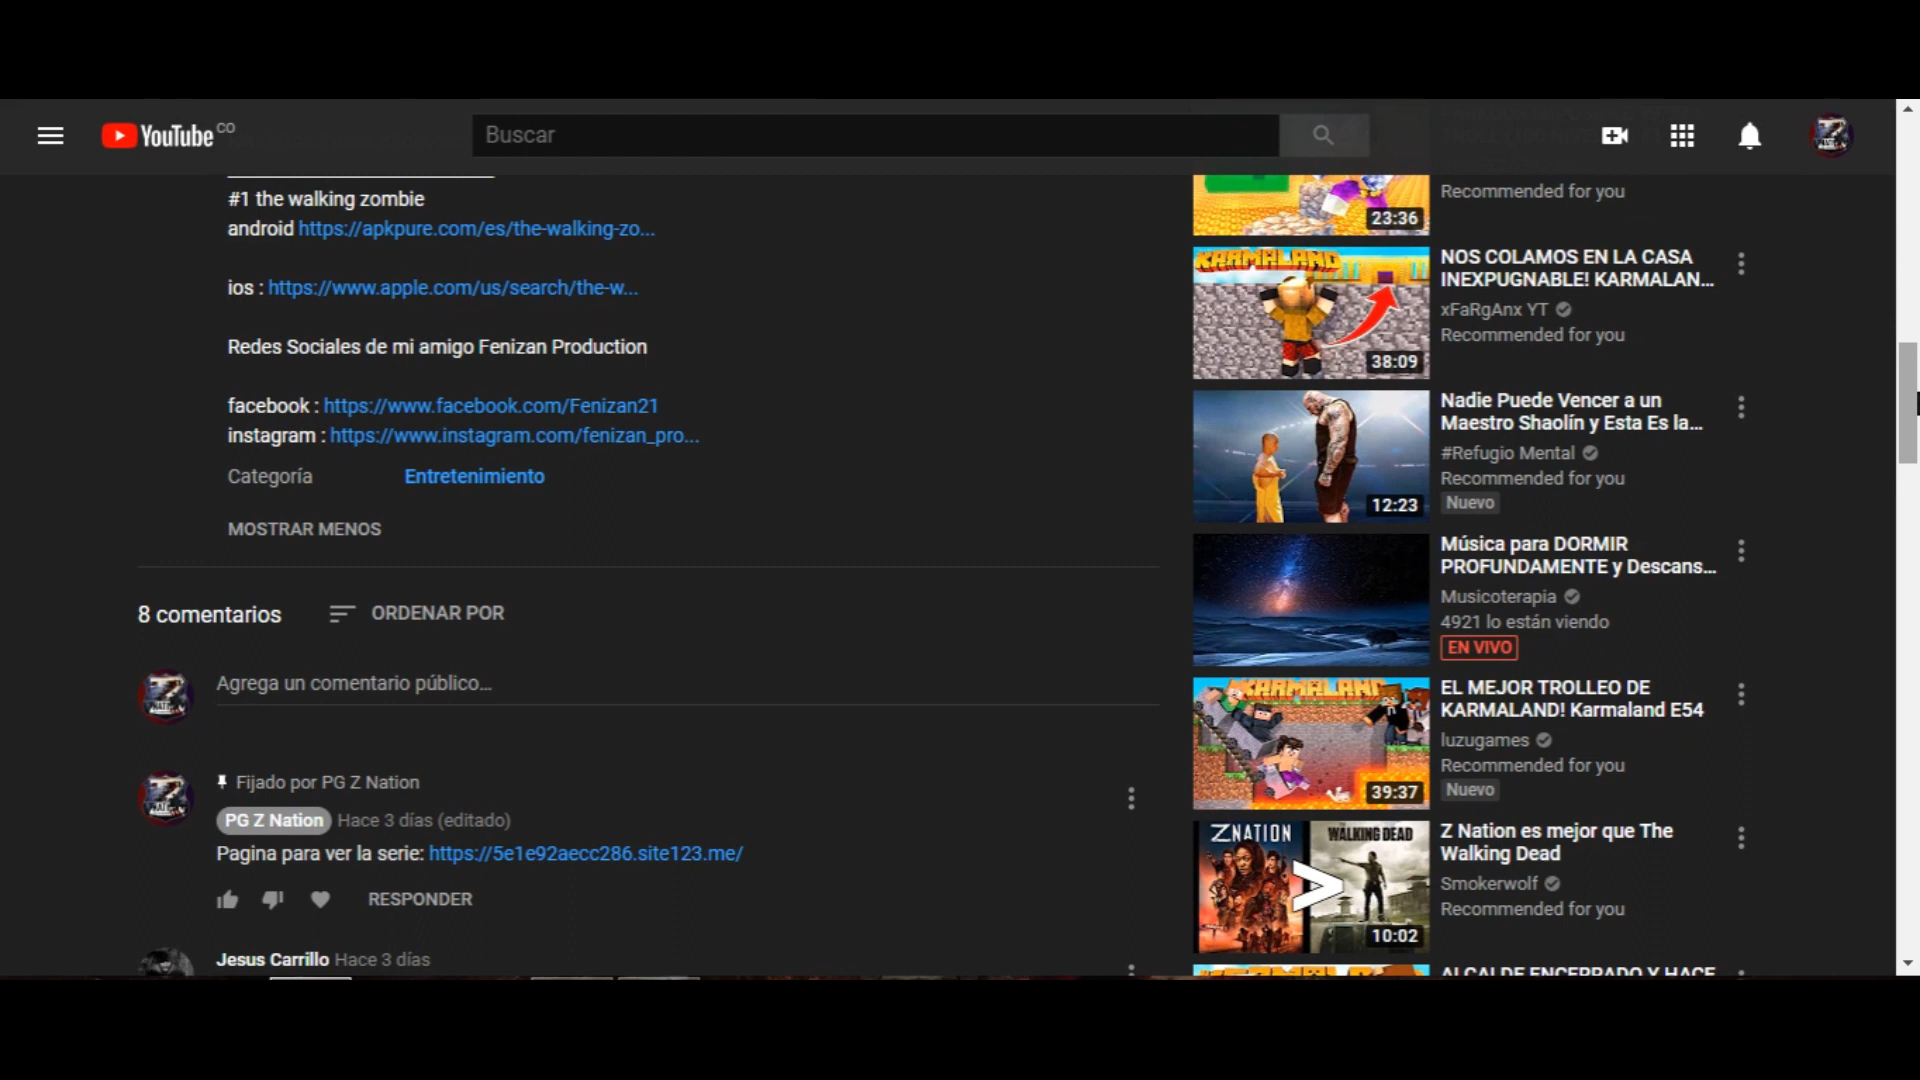 YouTube CO
Buscar
#1 the walking zombie
android https://apkpure.com/es/the-walking-zo...
ios : https://www.apple.com/us/search/the-w...
Redes Sociales de mi amigo Fenizan Production
facebook : https://www.facebook.com/Fenizan21
instagram : https://www.instagram.com/fenizan_pro...
Categoría Entretenimiento
MOSTRAR MENOS
8 comentarios ORDENAR POR
Agrega un comentario público...
Fijado por PG Z Nation
PG Z Nation Hace 3 días (editado)
Pagina para ver la serie: https://5e1e92aecc286.site123.me/
RESPONDER
Jesus Carrillo Hace 3 días
23:36
Recommended for you
KARMALAND
38:09
NOS COLAMOS EN LA CASA
INEXPUGNABLE! KARMALAN...
xFaRgAnx YT
Recommended for you
12:23
Nadie Puede Vencer a un
Maestro Shaolín y Esta Es la...
#Refugio Mental
Recommended for you
Nuevo
Música para DORMIR
PROFUNDAMENTE y Descans...
Musicoterapia
4921 lo están viendo
EN VIVO
KARMALAND
39:37
EL MEJOR TROLLEO DE
KARMALAND! Karmaland E54
luzugames
Recommended for you
Nuevo
ZNATION
WALKING DEAD
>
10:02
Z Nation es mejor que The
Walking Dead
Smokerwolf
Recommended for you
ALCALDE ENCERRADO Y HACE